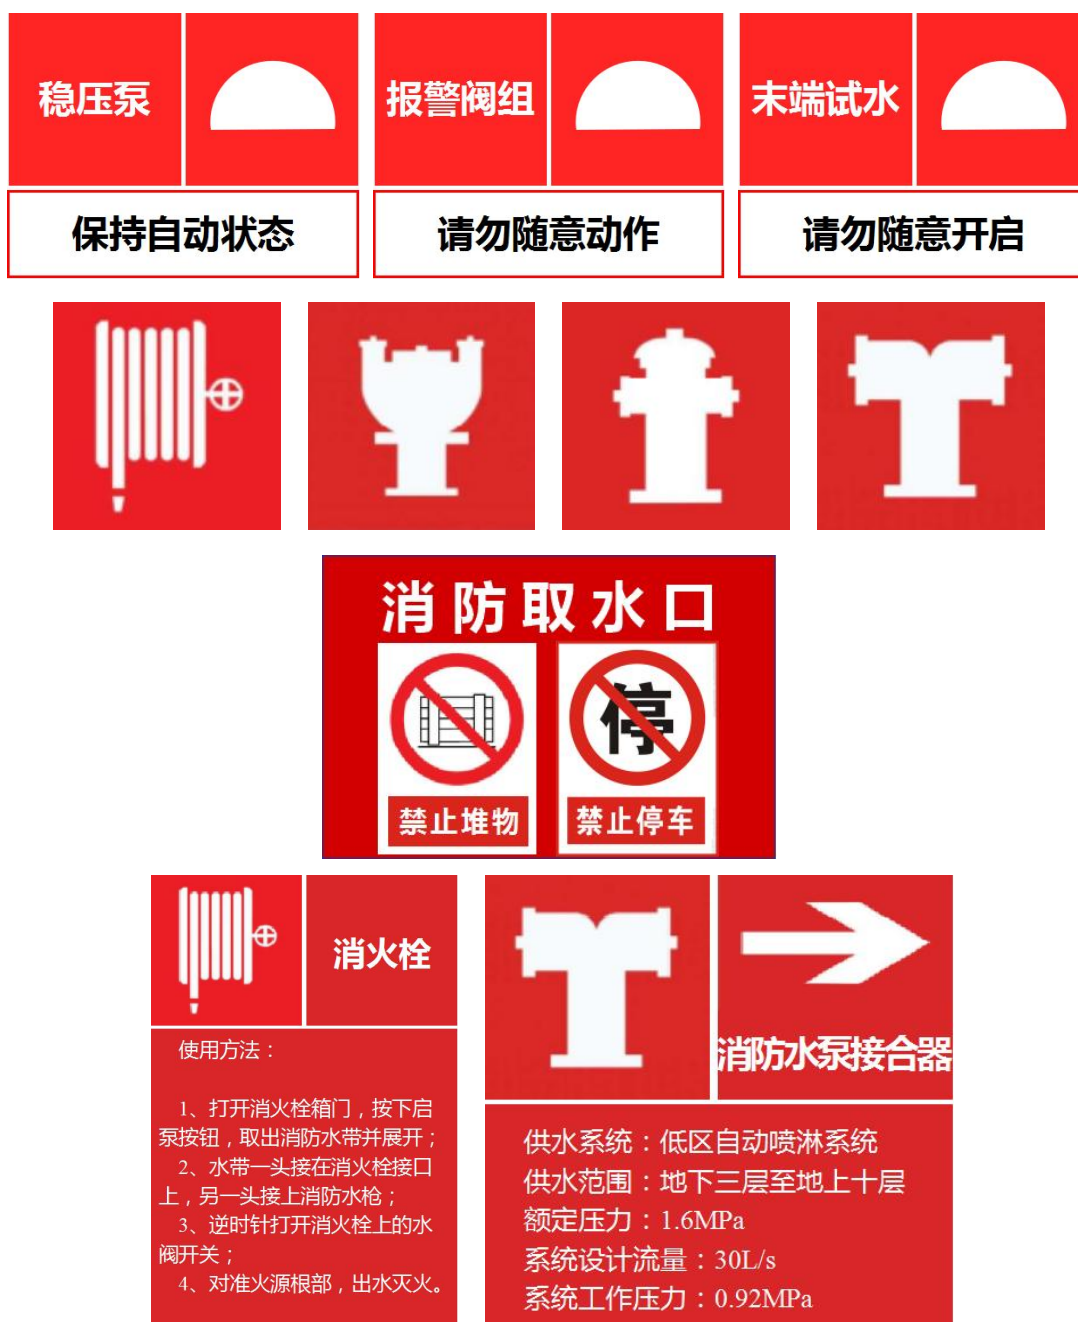 稳压泵
报警阀组
末端试水
保持自动状态
请勿随意动作
请勿随意开启
消防取水口
停
禁止堆物
禁止停车
消火栓
使用方法：
1、打开消火栓箱门，按下启
泵按钮，取出消防水带并展开；
2、水带一头接在消火栓接口
上，另一头接上消防水枪；
3、逆时针打开消火栓上的水
阀开关；
4、对准火源根部，出水灭火。
消防水泵接合器
供水系统：低区自动喷淋系统
供水范围：地下三层至地上十层
额定压力：1.6MPa
系统设计流量：30L/s
系统工作压力：0.92MPa